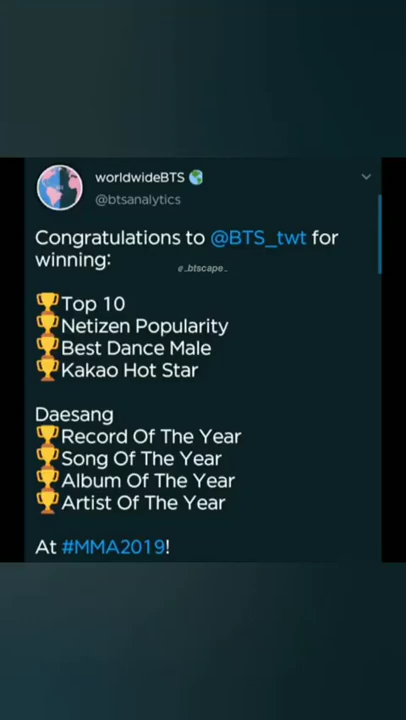 worldwideBTS 🌏
@btsanalytics
Congratulations to @BTS_twt for
winning:
e_btscape_
🏆Top 10
🏆Netizen Popularity
🏆Best Dance Male
🏆Kakao Hot Star
Daesang
🏆Record Of The Year
🏆Song Of The Year
🏆Album Of The Year
🏆Artist Of The Year
At #MMA2019!